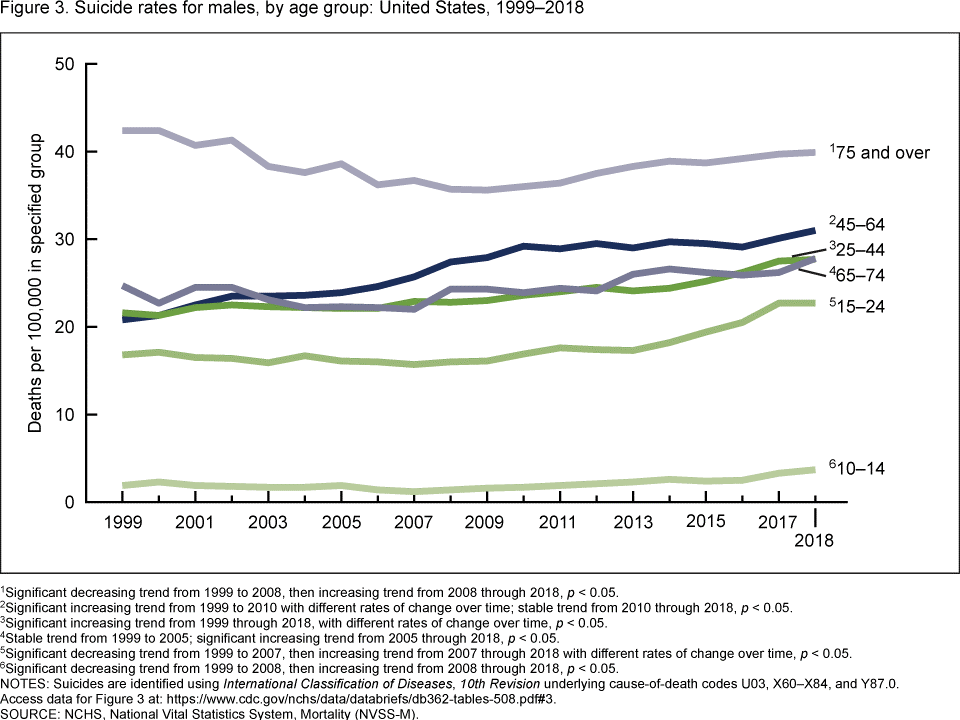 Figure 3. Suicide rates for males, by age group: United States, 1999–2018
50
40
30
20
10
0
Deaths per 100,000 in specified group
¹75 and over
²45–64
³25–44
⁴65–74
⁵15–24
⁶10–14
1999 2001 2003 2005 2007 2009 2011 2013 2015 2017
2018
¹Significant decreasing trend from 1999 to 2008, then increasing trend from 2008 through 2018, p < 0.05.
²Significant increasing trend from 1999 to 2010 with different rates of change over time; stable trend from 2010 through 2018, p < 0.05.
³Significant increasing trend from 1999 through 2018, with different rates of change over time, p < 0.05.
⁴Stable trend from 1999 to 2005; significant increasing trend from 2005 through 2018, p < 0.05.
⁵Significant decreasing trend from 1999 to 2007, then increasing trend from 2007 through 2018 with different rates of change over time, p < 0.05.
⁶Significant decreasing trend from 1999 to 2008, then increasing trend from 2008 through 2018, p < 0.05.
NOTES: Suicides are identified using International Classification of Diseases, 10th Revision underlying cause-of-death codes U03, X60–X84, and Y87.0.
Access data for Figure 3 at: https://www.cdc.gov/nchs/data/databriefs/db362-tables-508.pdf#3.
SOURCE: NCHS, National Vital Statistics System, Mortality (NVSS-M).